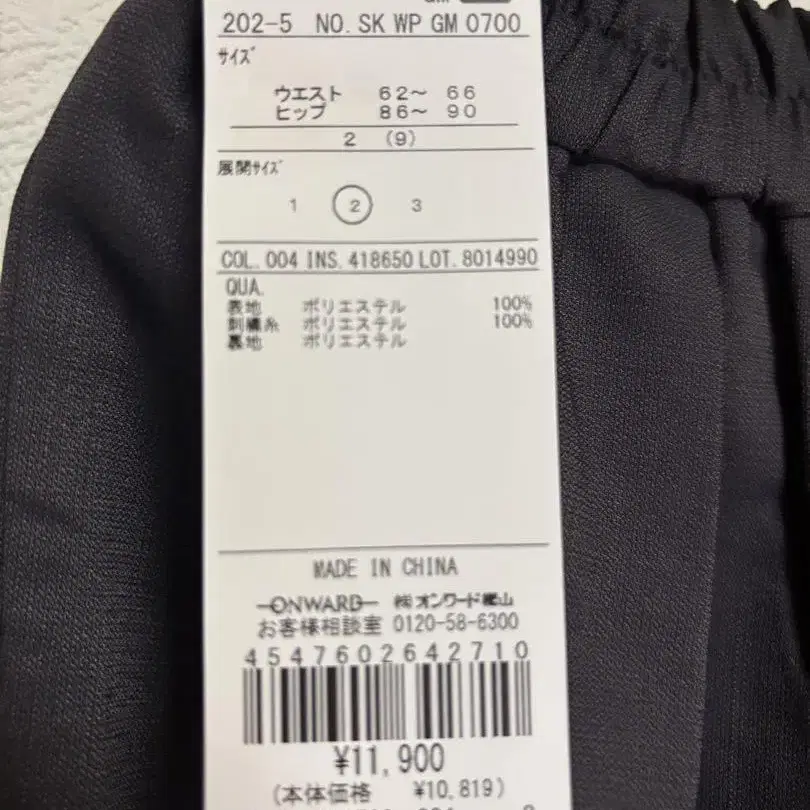 202-5 NO. SK WP GM 0700
サイズ
ウエスト 62～ 66
ヒップ 86～ 90
2 (9)
展開サイズ
1 2 3
COL. 004 INS. 418650 LOT. 8014990
QUA.
表地 ポリエステル 100%
刺繍糸 ポリエステル 100%
裏地 ポリエステル
MADE IN CHINA
ONWARD ㈱オンワード樫山
お客様相談室 0120-58-6300
4547602642710
¥11,900
(本体価格 ¥10,819)